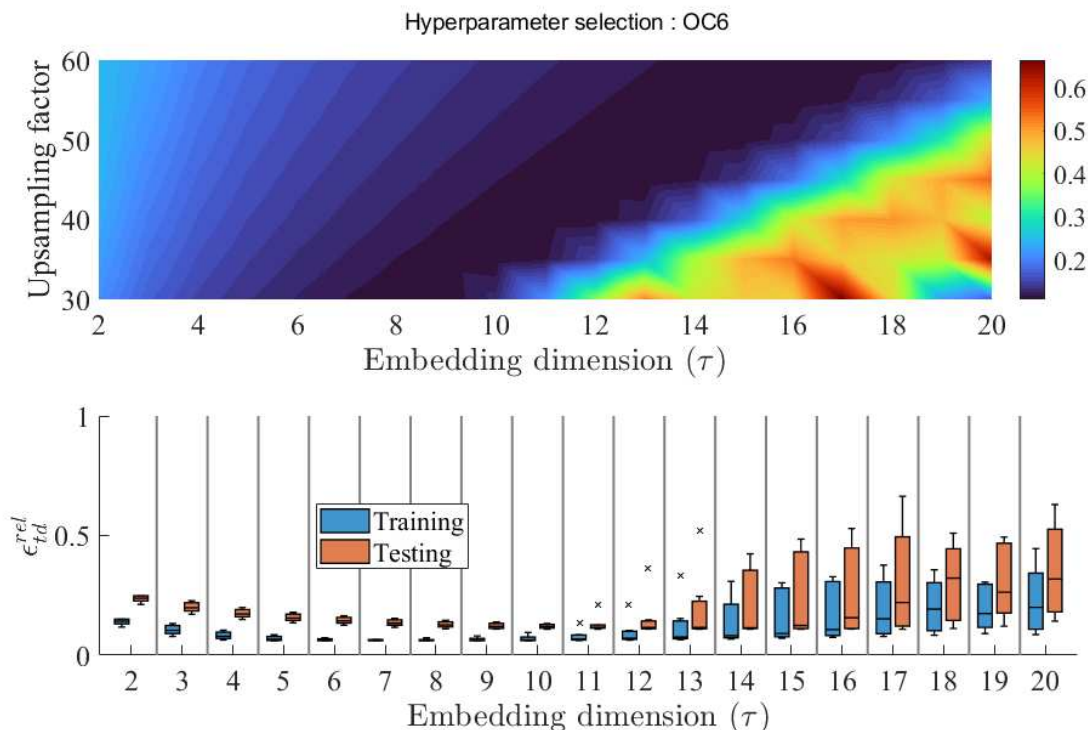 Hyperparameter selection : OC6
Upsampling factor
60
50
40
30
2 4 6 8 10 12 14 16 18 20
Embedding dimension (τ)
0.6
0.5
0.4
0.3
0.2
ϵ_{td}^{rel}
1
0.5
0
Training
Testing
2 3 4 5 6 7 8 9 10 11 12 13 14 15 16 17 18 19 20
Embedding dimension (τ)